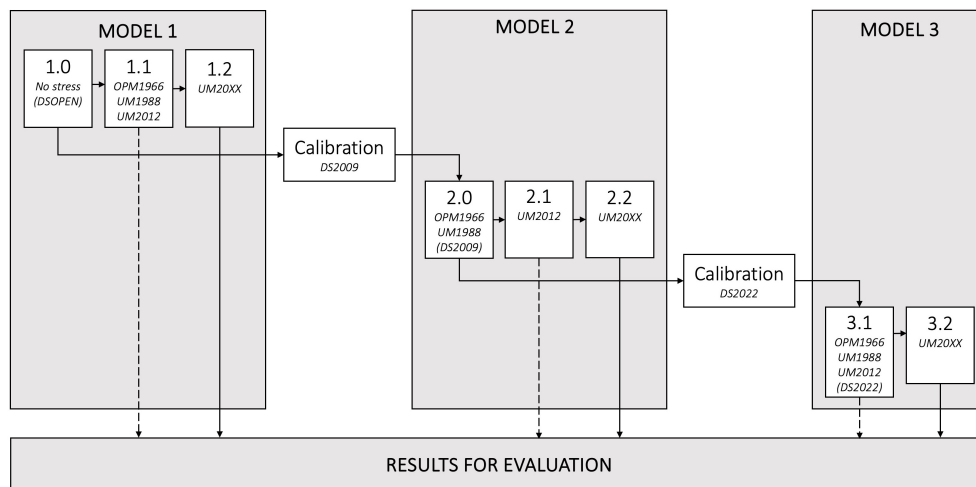 MODEL 1
1.0
No stress
(DSOPEN)
1.1
OPM1966
UM1988
UM2012
1.2
UM20XX
Calibration
DS2009
MODEL 2
2.0
OPM1966
UM1988
(DS2009)
2.1
UM2012
2.2
UM20XX
Calibration
DS2022
MODEL 3
3.1
OPM1966
UM1988
UM2012
(DS2022)
3.2
UM20XX
RESULTS FOR EVALUATION